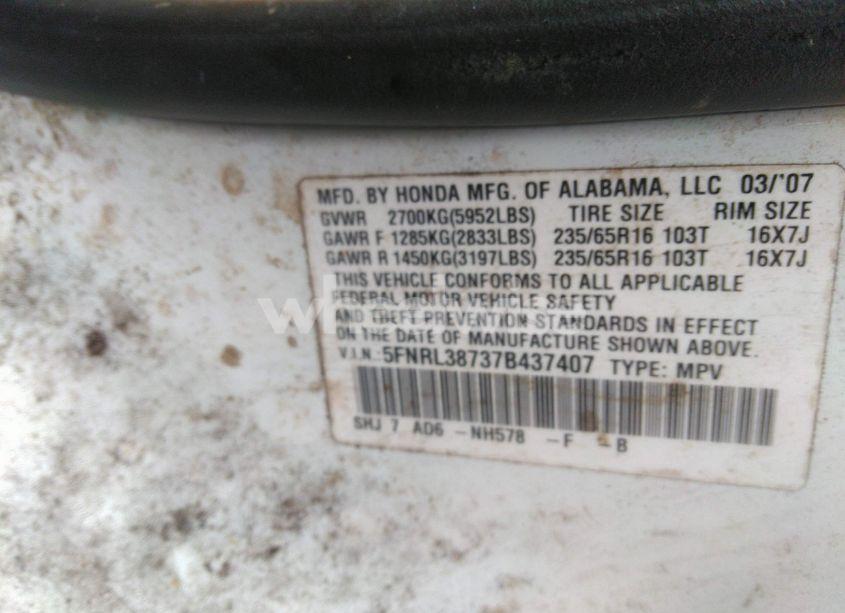 MFD. BY HONDA MFG. OF ALABAMA, LLC 03/'07
GVWR 2700KG(5952LBS) TIRE SIZE RIM SIZE
GAWR F 1285KG(2833LBS) 235/65R16 103T 16X7J
GAWR R 1450KG(3197LBS) 235/65R16 103T 16X7J
THIS VEHICLE CONFORMS TO ALL APPLICABLE
FEDERAL MOTOR VEHICLE SAFETY
AND THEFT PREVENTION STANDARDS IN EFFECT
ON THE DATE OF MANUFACTURE SHOWN ABOVE.
V.I.N.: 5FNRL38737B437407 TYPE: MPV
SHJ 7 AD6 -NH578 -F -B